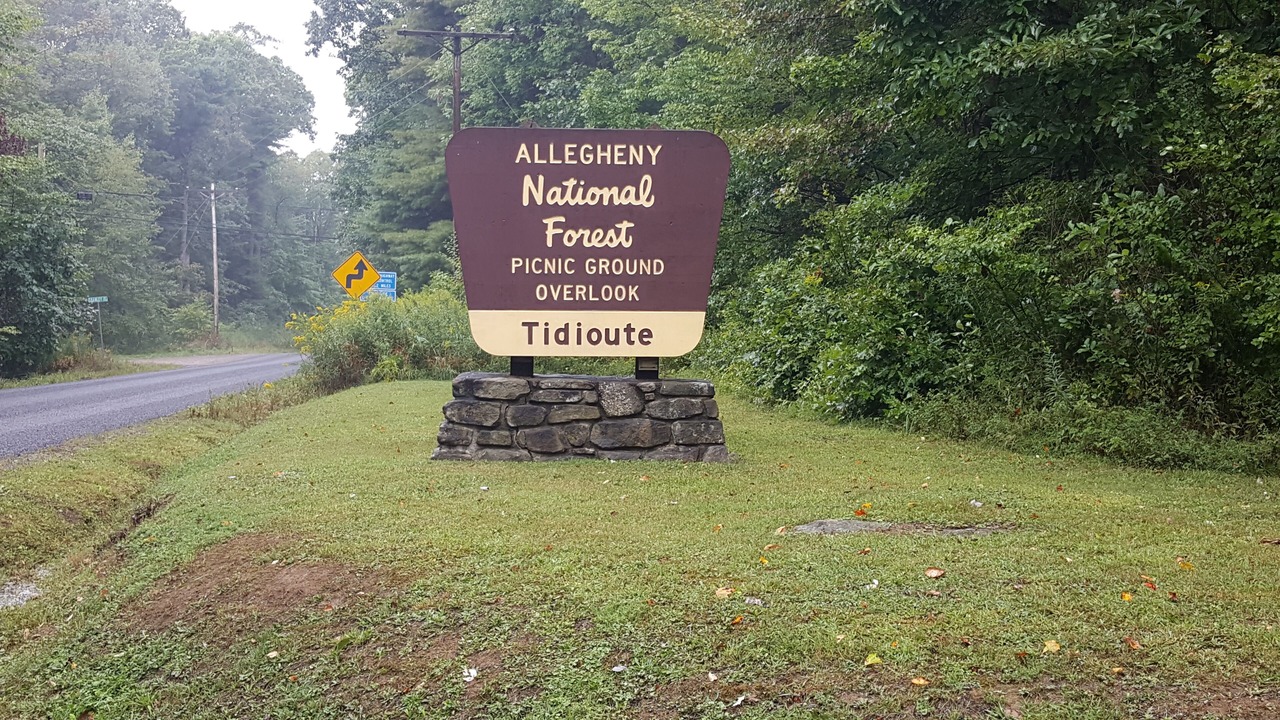 ALLEGHENY
National
Forest
PICNIC GROUND
OVERLOOK
Tidioute